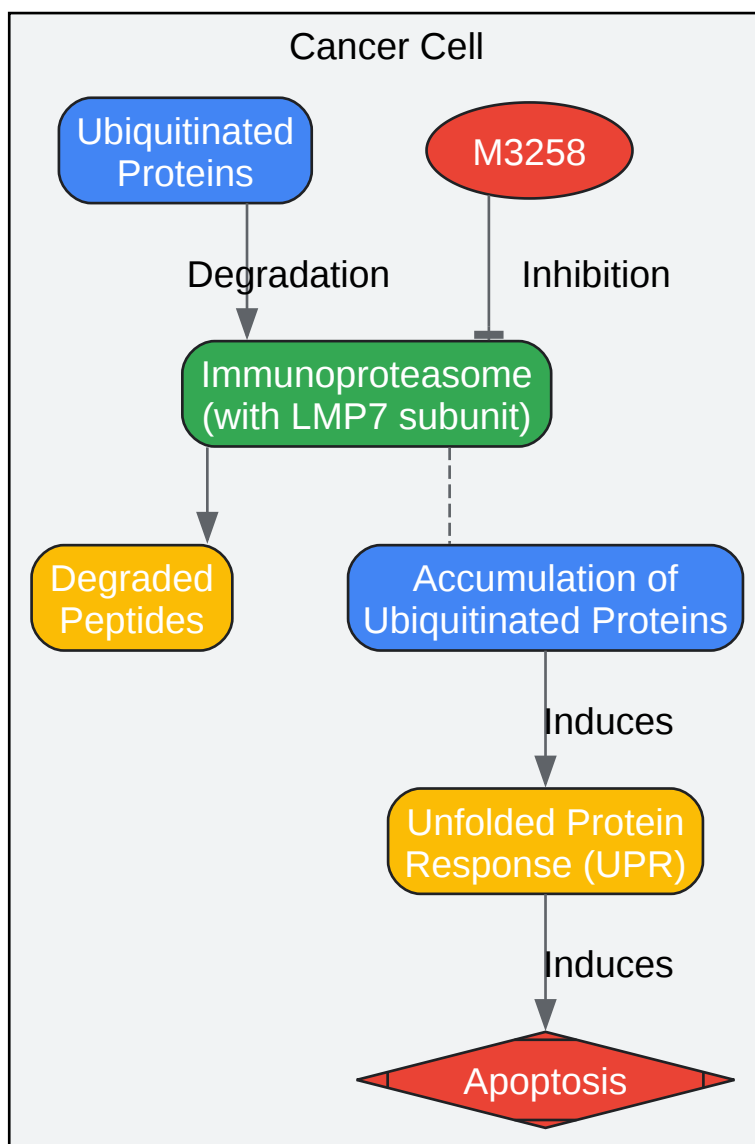 Cancer Cell
Ubiquitinated
Proteins
M3258
Degradation
Inhibition
Immunoproteasome
(with LMP7 subunit)
Degraded
Peptides
Accumulation of
Ubiquitinated Proteins
Induces
Unfolded Protein
Response (UPR)
Induces
Apoptosis